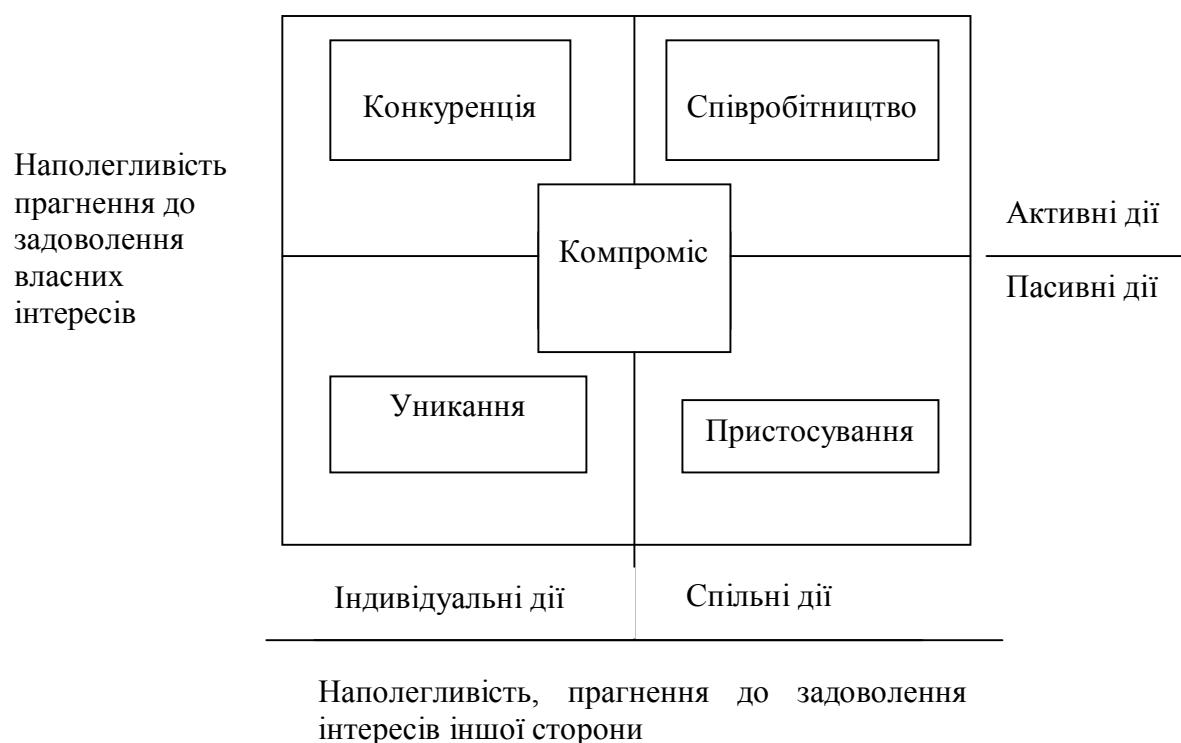 Конкуренція
Співробітництво
Наполегливість
прагнення до
задоволення
власних
інтересів
Компроміс
Активні дії
Пасивні дії
Уникання
Пристосування
Індивідуальні дії
Спільні дії
Наполегливість, прагнення до задоволення
інтересів іншої сторони